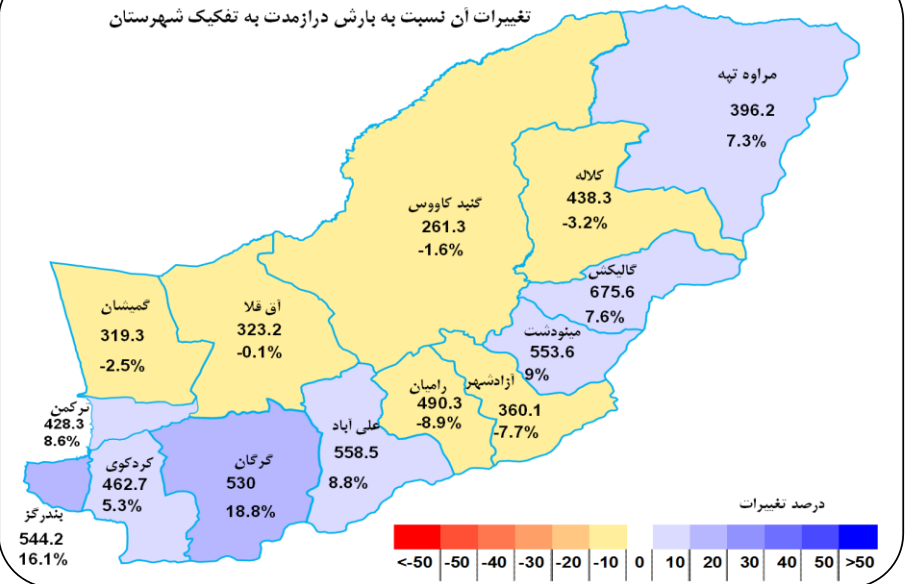 تغییرات آن نسبت به بارش درازمدت به تفکیک شهرستان
مراوه تپه
396.2
7.3%
کلاله
438.3
-3.2%
گنبد کاووس
261.3
-1.6%
گالیکش
675.6
7.6%
مینودشت
553.6
9%
گمیشان
319.3
-2.5%
آق قلا
323.2
-0.1%
آزادشهر
360.1
-7.7%
رامیان
490.3
-8.9%
علی آباد
558.5
8.8%
ترکمن
428.3
8.6%
کردکوی
462.7
5.3%
گرگان
530
18.8%
بندرگز
544.2
16.1%
درصد تغییرات
<-50 -50 -40 -30 -20 -10 0 10 20 30 40 50 >50